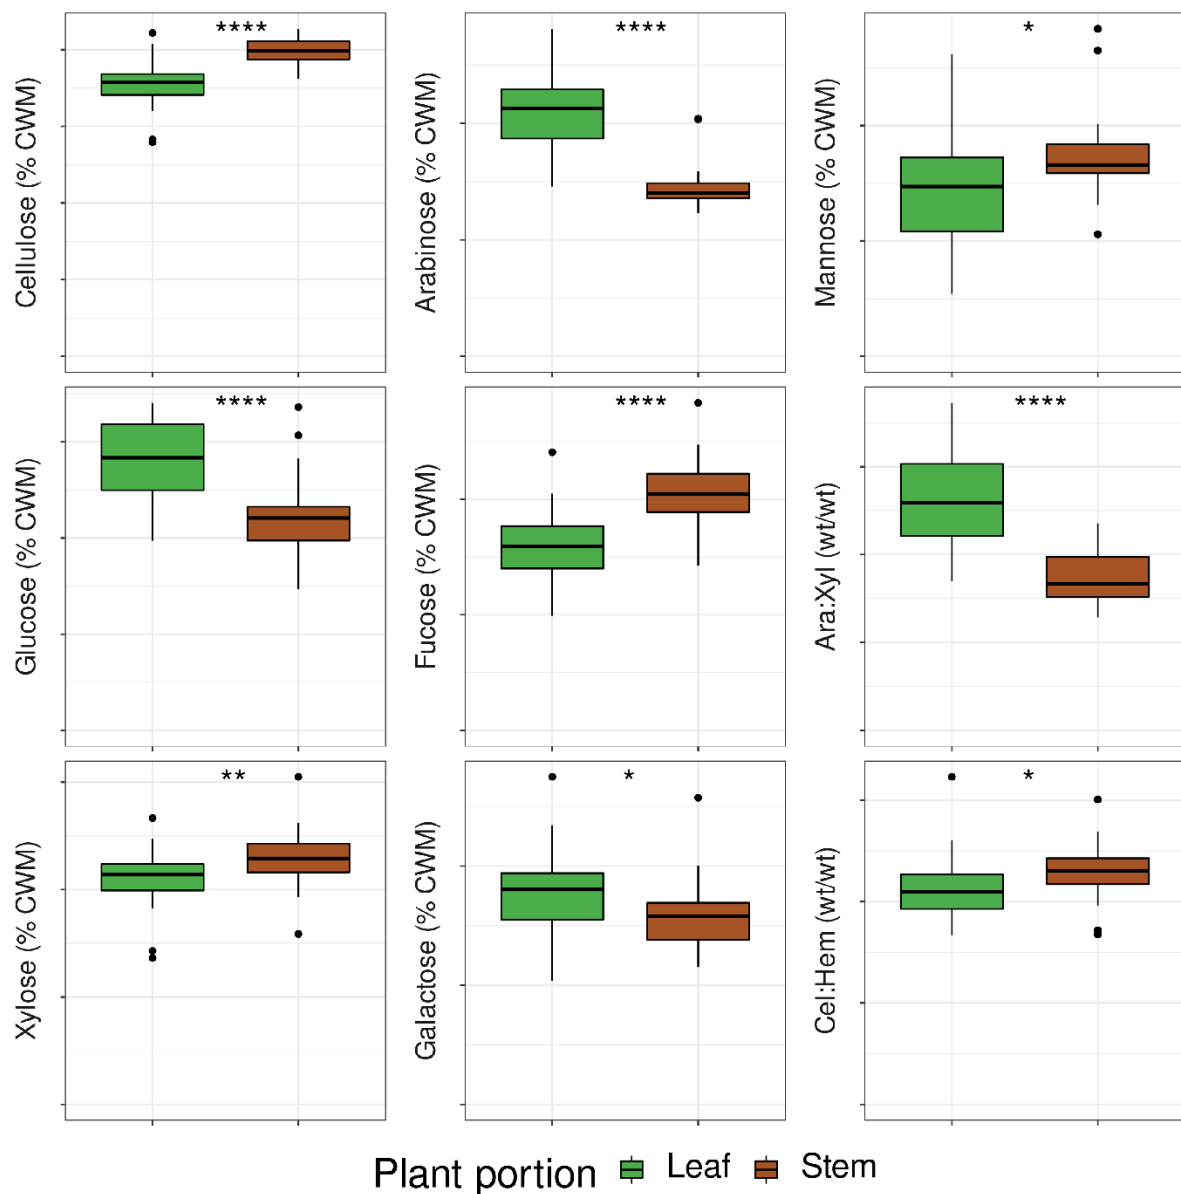 Cellulose (% CWM)
****
Arabinose (% CWM)
****
Mannose (% CWM)
*
Glucose (% CWM)
****
Fucose (% CWM)
****
Ara:Xyl (wt/wt)
****
Xylose (% CWM)
**
Galactose (% CWM)
*
Cel:Hem (wt/wt)
*
Plant portion Leaf Stem